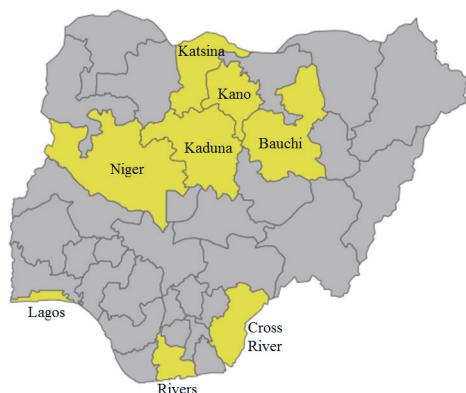 Katsina
Kano
Kaduna
Bauchi
Niger
Lagos
Cross
River
Rivers